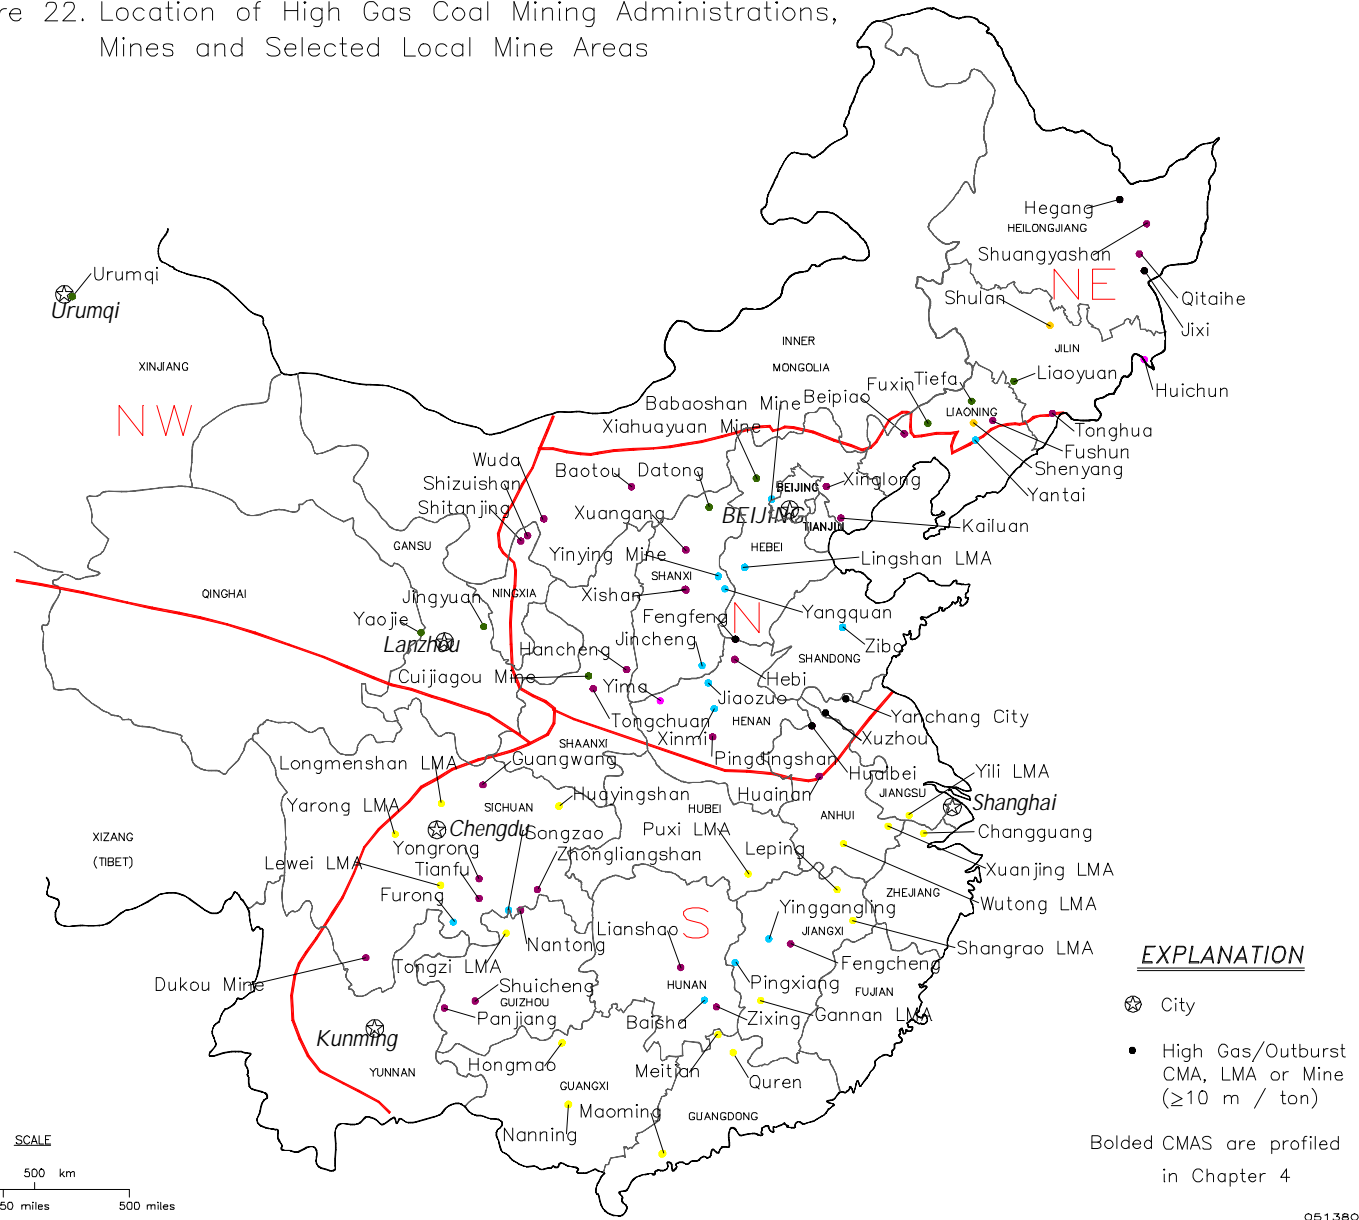 re 22. Location of High Gas Coal Mining Administrations,
Mines and Selected Local Mine Areas
Hegang
HEILONGJIANG
Shuangyashan
NE
Qitaihe
Jixi
Shulan
JILIN
Liaoyuan
Huichun
Urumqi
Urumqi
XINJIANG
NW
INNER
MONGOLIA
Fuxin
Tiefa
Beipiao
LIAONING
Babaoshan Mine
Xiahuayuan Mine
Tonghua
Fushun
Shenyang
Yantai
Wuda
Shizuishan
Shitanjing
Baotou
Datong
BEIJING
Xinglong
BEIJING
TIANJIN
Kailuan
Xuangang
HEBEI
Yinying Mine
Lingshan LMA
GANSU
SHANXI
QINGHAI
NINGXIA
Jingyuan
Xishan
Yangquan
Yaojie
Fengfeng
N
Lanzhou
Jincheng
Zibo
Hancheng
SHANDONG
Cuijiagou Mine
Yima
Hebi
Jiaozuo
Tongchuan
HENAN
Yanchang City
Xinmi
Xuzhou
SHAANXI
Pingdingshan
Huaibei
Longmenshan LMA
Guangwang
Huainan
JIANGSU
Yili LMA
Yarong LMA
SICHUAN
Huayingshan
HUBEI
ANHUI
Shanghai
XIZANG
(TIBET)
Chengdu
Songzao
Puxi LMA
Changguang
Yongrong
Zhongliangshan
Leping
Lewei LMA
Tianfu
Xuanjing LMA
Furong
ZHEJIANG
Wutong LMA
Yinggangling
Nantong
Lianshao
S
JIANGXI
Shangrao LMA
Tongzi LMA
Fengcheng
Dukou Mine
Shuicheng
HUNAN
Pingxiang
FUJIAN
GUIZHOU
Panjiang
Baisha
Zixing
Gannan LMA
Kunming
Hongmao
Meitian
Quren
YUNNAN
GUANGXI
Maoming
GUANGDONG
Nanning
EXPLANATION
City
High Gas/Outburst
CMA, LMA or Mine
(≥10 m / ton)
Bolded CMAS are profiled
in Chapter 4
SCALE
500 km
50 miles 500 miles
051380